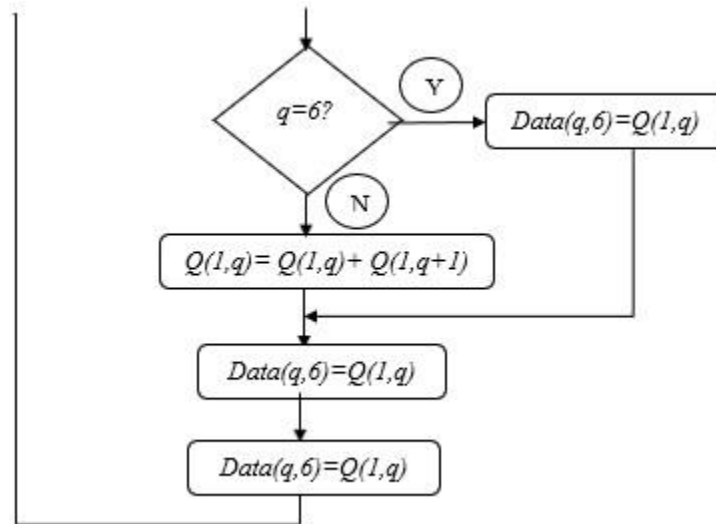 q=6?
Y
Data(q,6)=Q(1,q)
N
Q(1,q)= Q(1,q)+ Q(1,q+1)
Data(q,6)=Q(1,q)
Data(q,6)=Q(1,q)